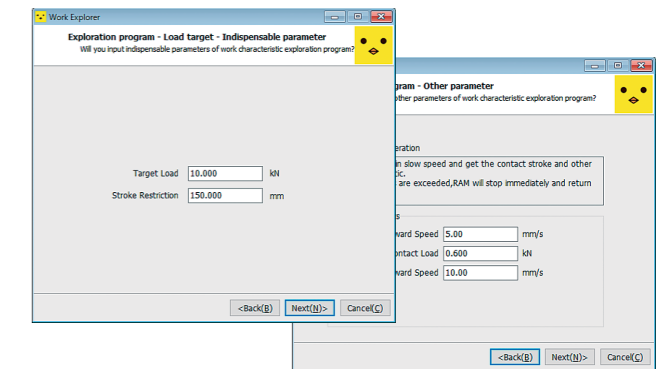 Work Explorer
Exploration program - Load target - Indispensable parameter
Will you input indispensable parameters of work characteristic exploration program?
Target Load 10.000 kN
Stroke Restriction 150.000 mm
<Back(B) Next(N)> Cancel(C)
gram - Other parameter
other parameters of work characteristic exploration program?
eration
in slow speed and get the contact stroke and other
tic.
are exceeded,RAM will stop immediately and return
s
ward Speed 5.00 mm/s
ontact Load 0.600 kN
ward Speed 10.00 mm/s
<Back(B) Next(N)> Cancel(C)